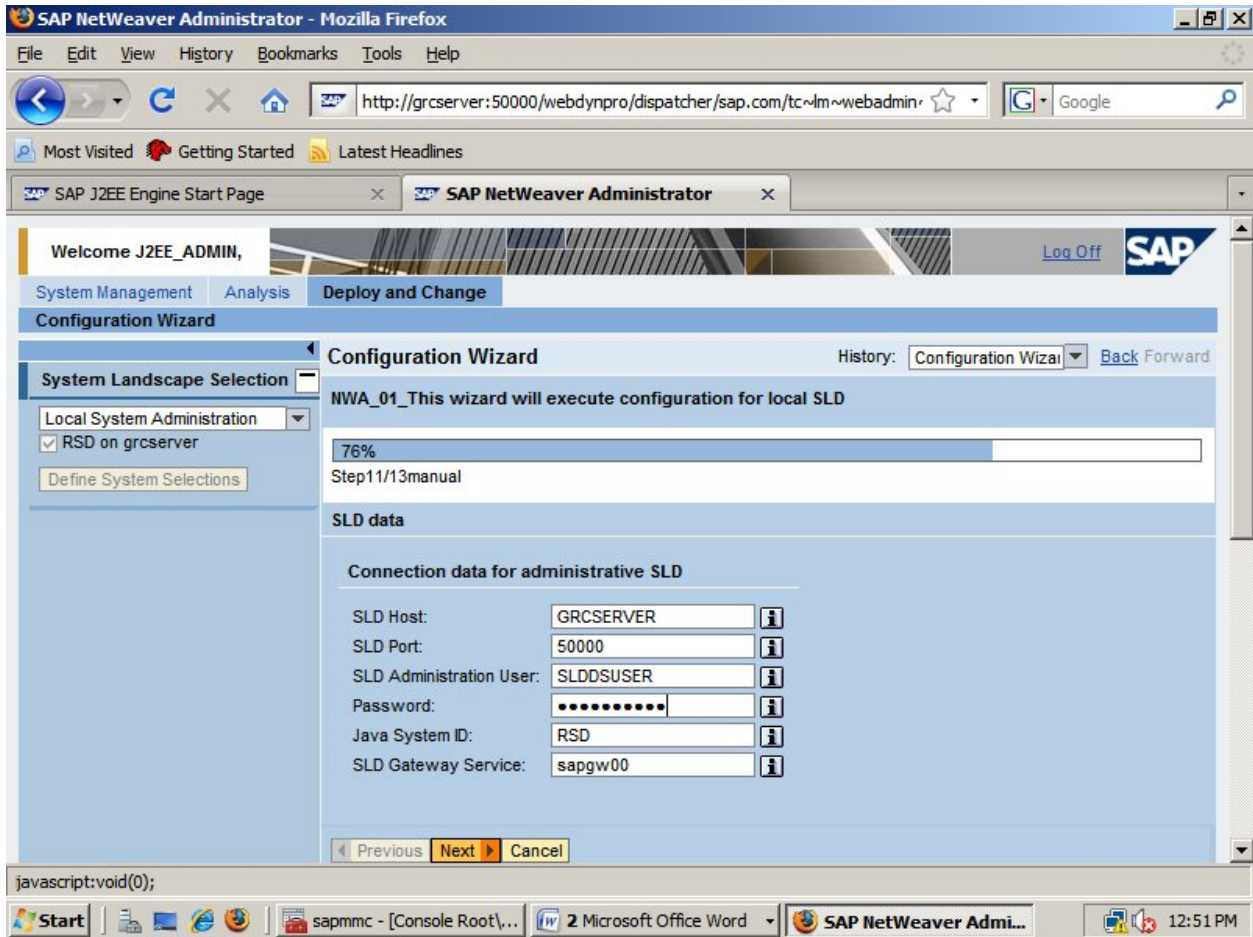 SAP NetWeaver Administrator - Mozilla Firefox
File Edit View History Bookmarks Tools Help
http://grcserver:50000/webdynpro/dispatcher/sap.com/tc~lm~webadmin
G Google
Most Visited Getting Started Latest Headlines
SAP J2EE Engine Start Page SAP NetWeaver Administrator
Welcome J2EE_ADMIN, Log Off SAP
System Management Analysis Deploy and Change
Configuration Wizard
System Landscape Selection
Local System Administration
RSD on grcserver
Define System Selections
Configuration Wizard History: Configuration Wizar Back Forward
NWA_01_This wizard will execute configuration for local SLD
76%
Step11/13manual
SLD data
Connection data for administrative SLD
SLD Host: GRCSERVER
SLD Port: 50000
SLD Administration User: SLDDSUSER
Password: ••••••••••
Java System ID: RSD
SLD Gateway Service: sapgw00
Previous Next Cancel
javascript:void(0);
Start sapmmc - [Console Root\... 2 Microsoft Office Word SAP NetWeaver Admi... 12:51 PM